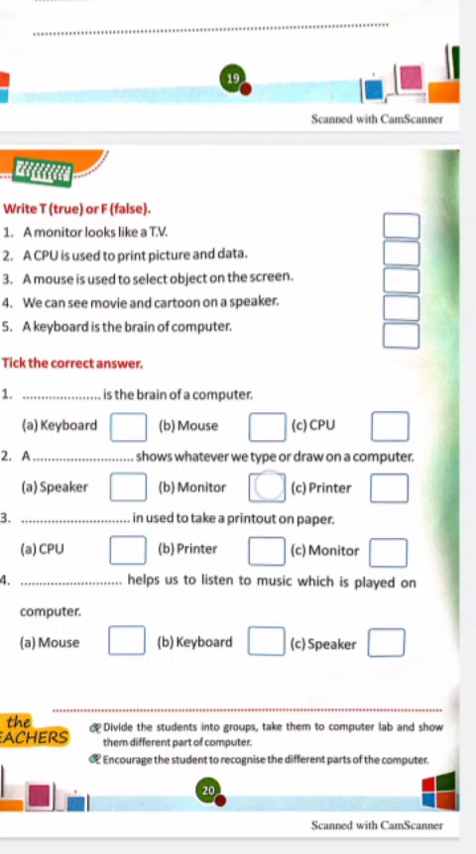 19
Scanned with CamScanner
Write T (true) or F (false).
1. A monitor looks like a T.V.
2. A CPU is used to print picture and data.
3. A mouse is used to select object on the screen.
4. We can see movie and cartoon on a speaker.
5. A keyboard is the brain of computer.
Tick the correct answer.
1. .................... is the brain of a computer.
(a) Keyboard (b) Mouse (c) CPU
2. A .......................... shows whatever we type or draw on a computer.
(a) Speaker (b) Monitor (c) Printer
3. ............................ in used to take a printout on paper.
(a) CPU (b) Printer (c) Monitor
4. .......................... helps us to listen to music which is played on
computer.
(a) Mouse (b) Keyboard (c) Speaker
the
EACHERS
Divide the students into groups, take them to computer lab and show
them different part of computer.
Encourage the student to recognise the different parts of the computer.
20
Scanned with CamScanner